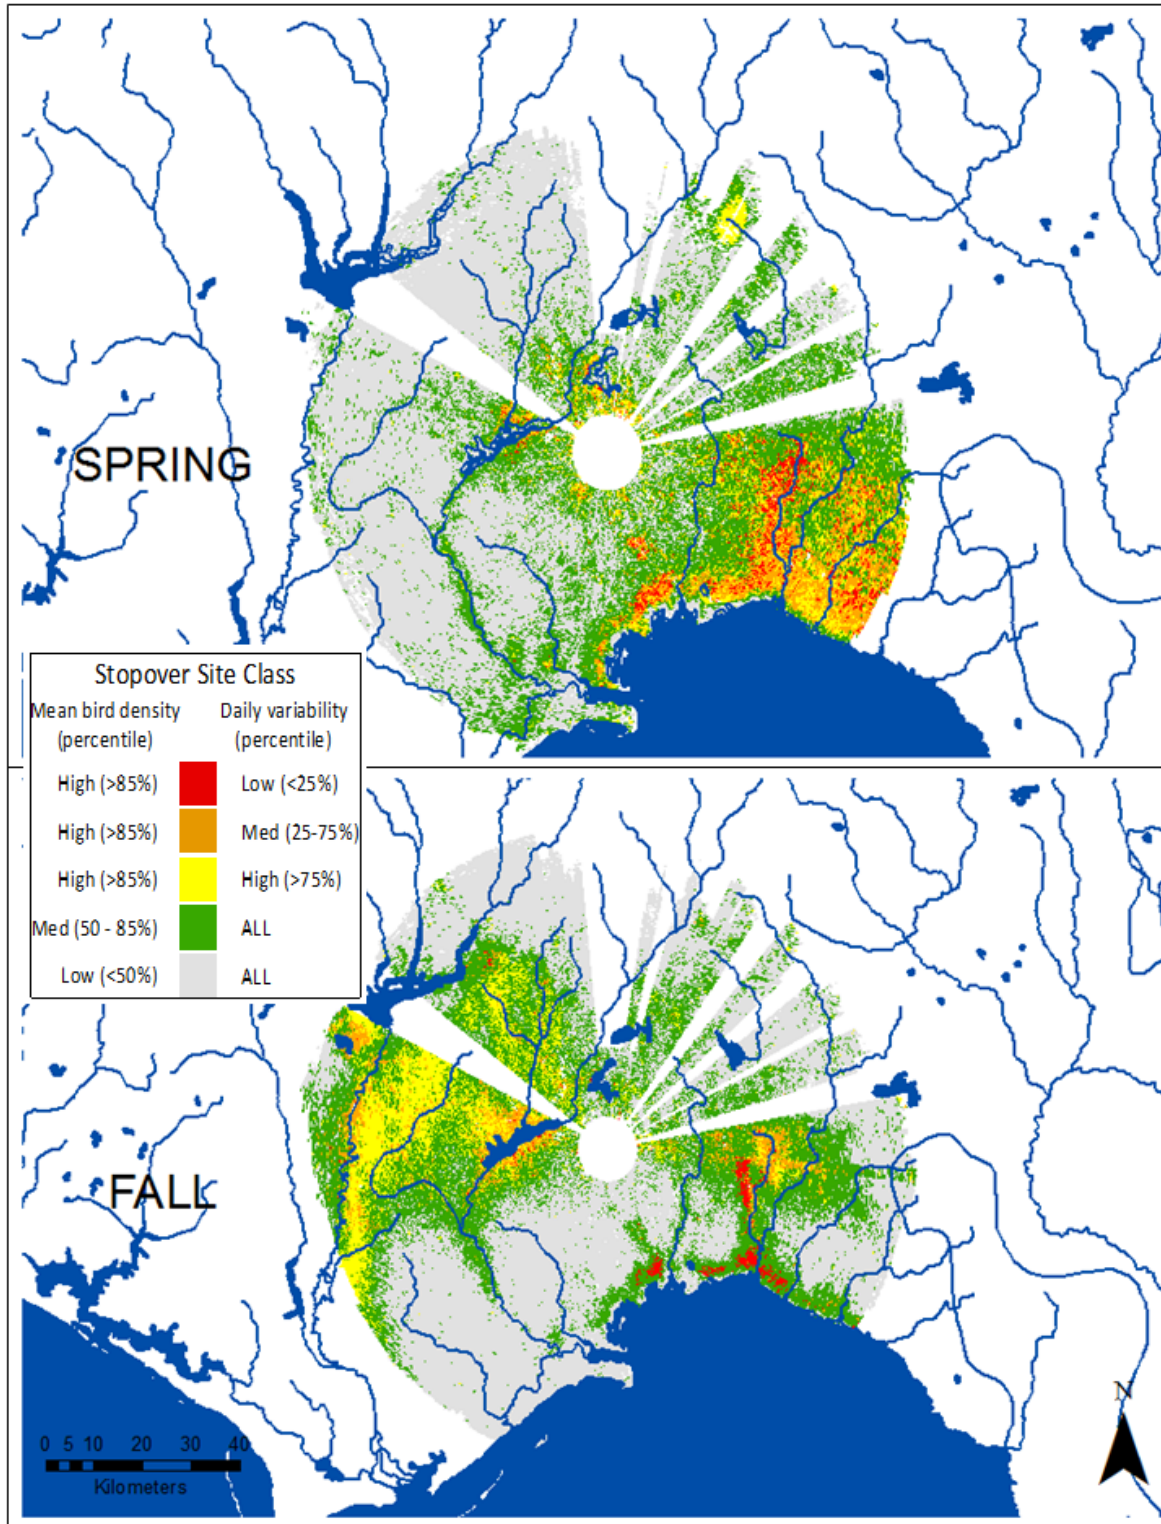 SPRING
Stopover Site Class
Mean bird density Daily variability
(percentile) (percentile)
High (>85%) Low (<25%)
High (>85%) Med (25-75%)
High (>85%) High (>75%)
Med (50 - 85%) ALL
Low (<50%) ALL
FALL
N
0 5 10 20 30 40
Kilometers